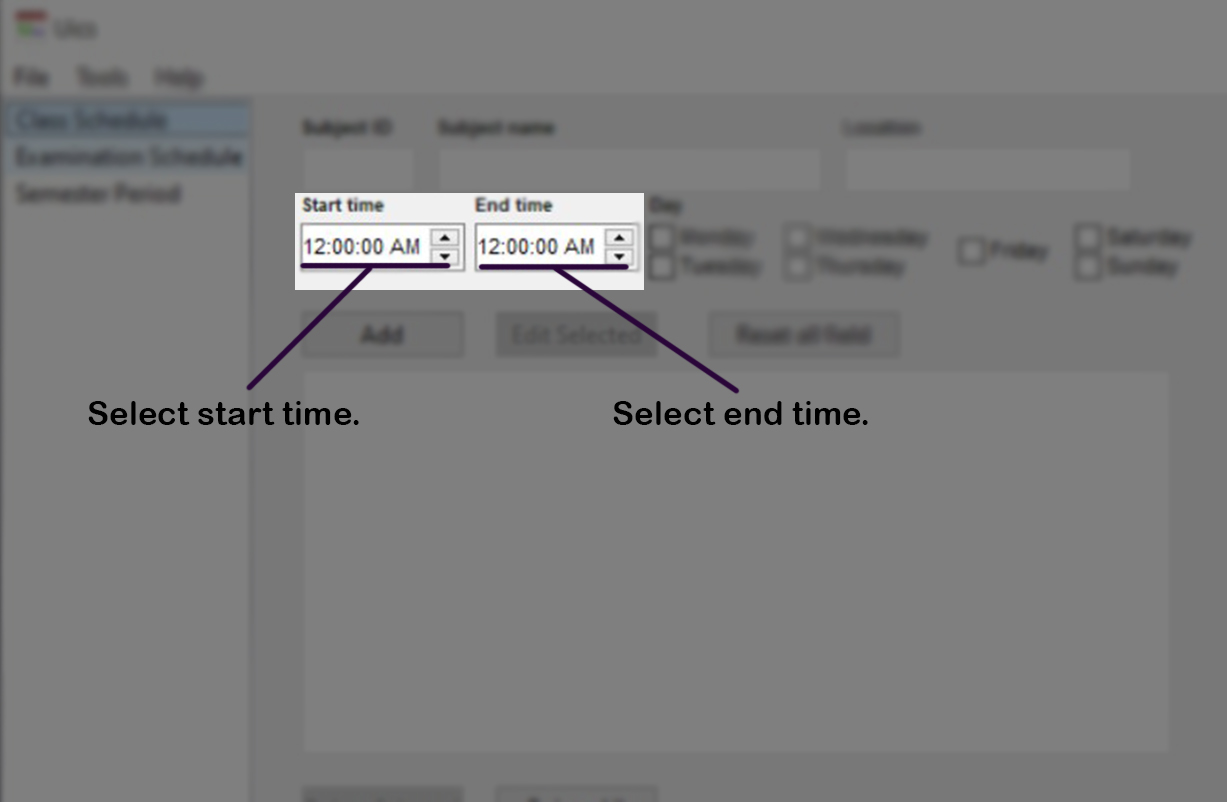 Uics
File Tools Help
Class Schedule
Examination Schedule
Semester Period
Subject ID Subject name Location
Start time End time Day
12:00:00 AM 12:00:00 AM
Monday Wednesday Friday Saturday
Tuesday Thursday Sunday
Add Edit Selected Reset all field
Select start time. Select end time.